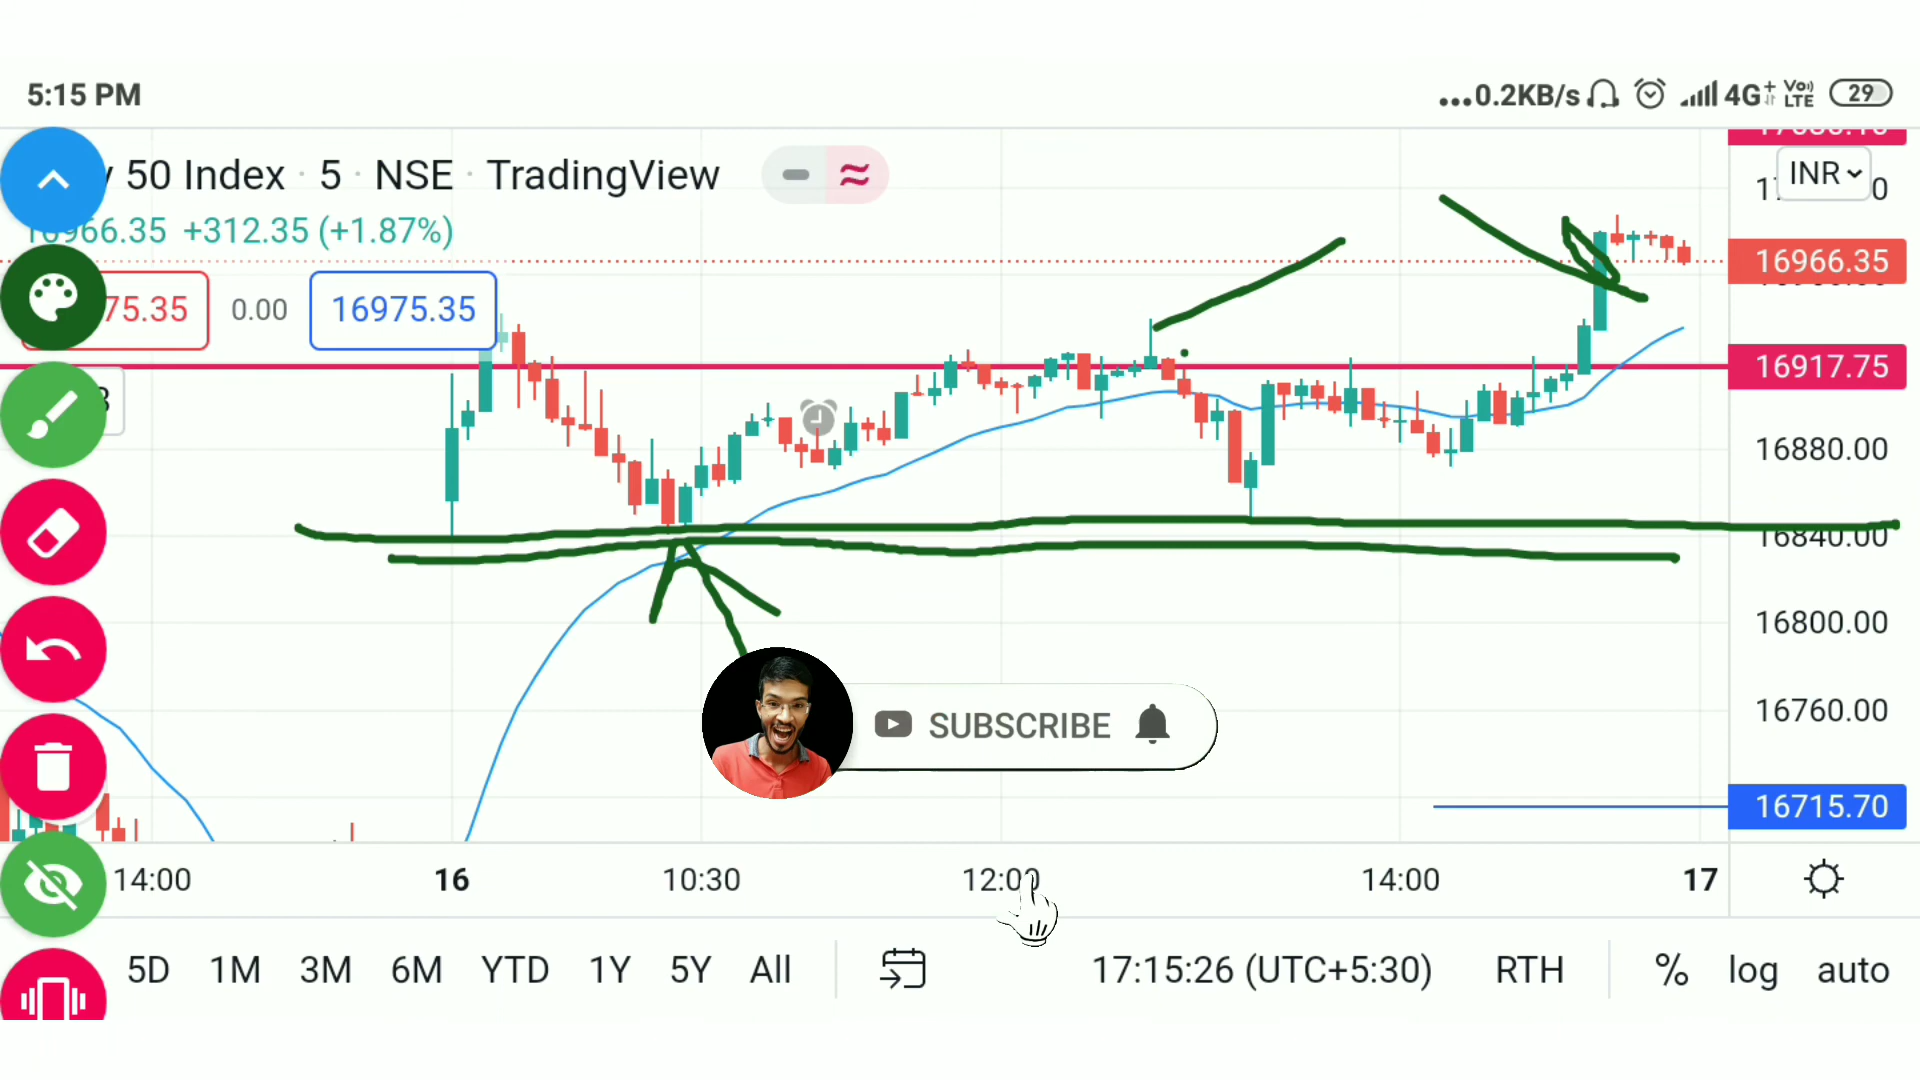 5:15 PM
...0.2KB/s 4G+ VoLTE 29
50 Index · 5 · NSE · TradingView
INR
16966.35 +312.35 (+1.87%)
16966.35
75.35 0.00 16975.35
16917.75
16880.00
16840.00
16800.00
SUBSCRIBE
16760.00
16715.70
14:00 16 10:30 12:00 14:00 17
5D 1M 3M 6M YTD 1Y 5Y All 17:15:26 (UTC+5:30) RTH % log auto